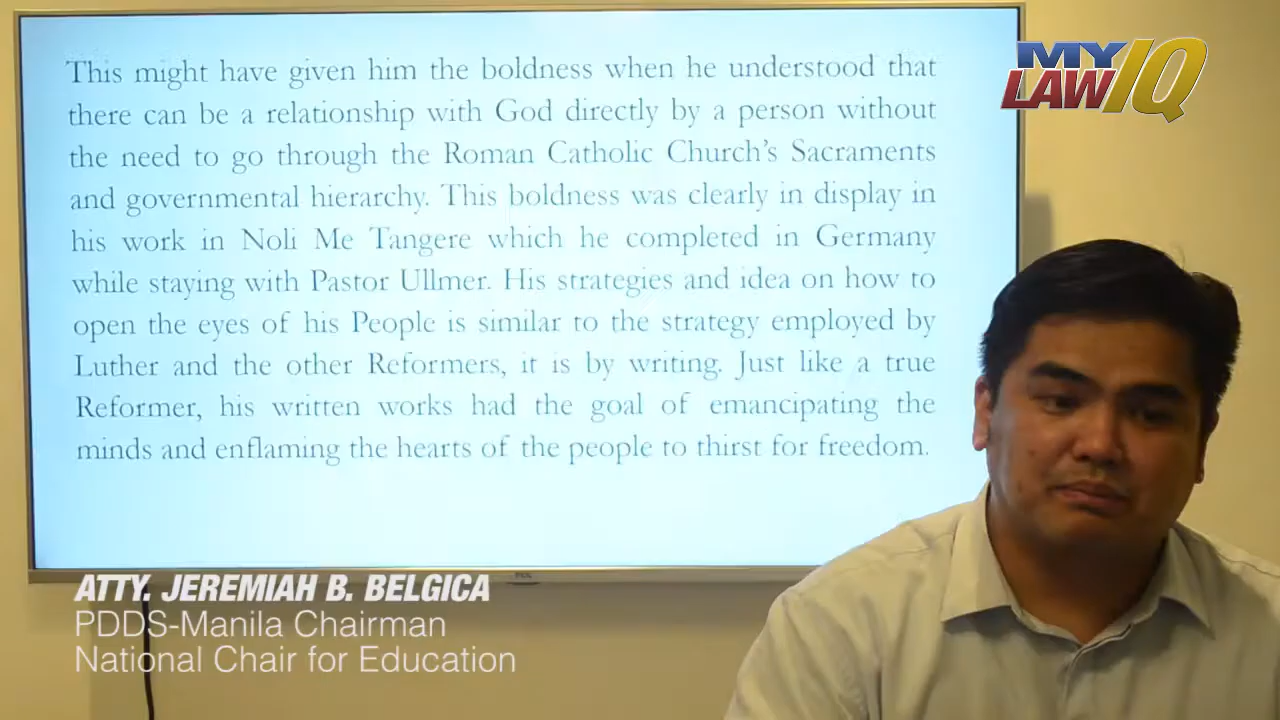 This might have given him the boldness when he understood that
there can be a relationship with God directly by a person without
the need to go through the Roman Catholic Church's Sacraments
and governmental hierarchy. This boldness was clearly in display in
his work in Noli Me Tangere which he completed in Germany
while staying with Pastor Ullmer. His strategies and idea on how to
open the eyes of his People is similar to the strategy employed by
Luther and the other Reformers, it is by writing. Just like a true
Reformer, his written works had the goal of emancipating the
minds and enflaming the hearts of the people to thirst for freedom.
MY
LAW IQ
TCL
ATTY. JEREMIAH B. BELGICA
PDDS-Manila Chairman
National Chair for Education